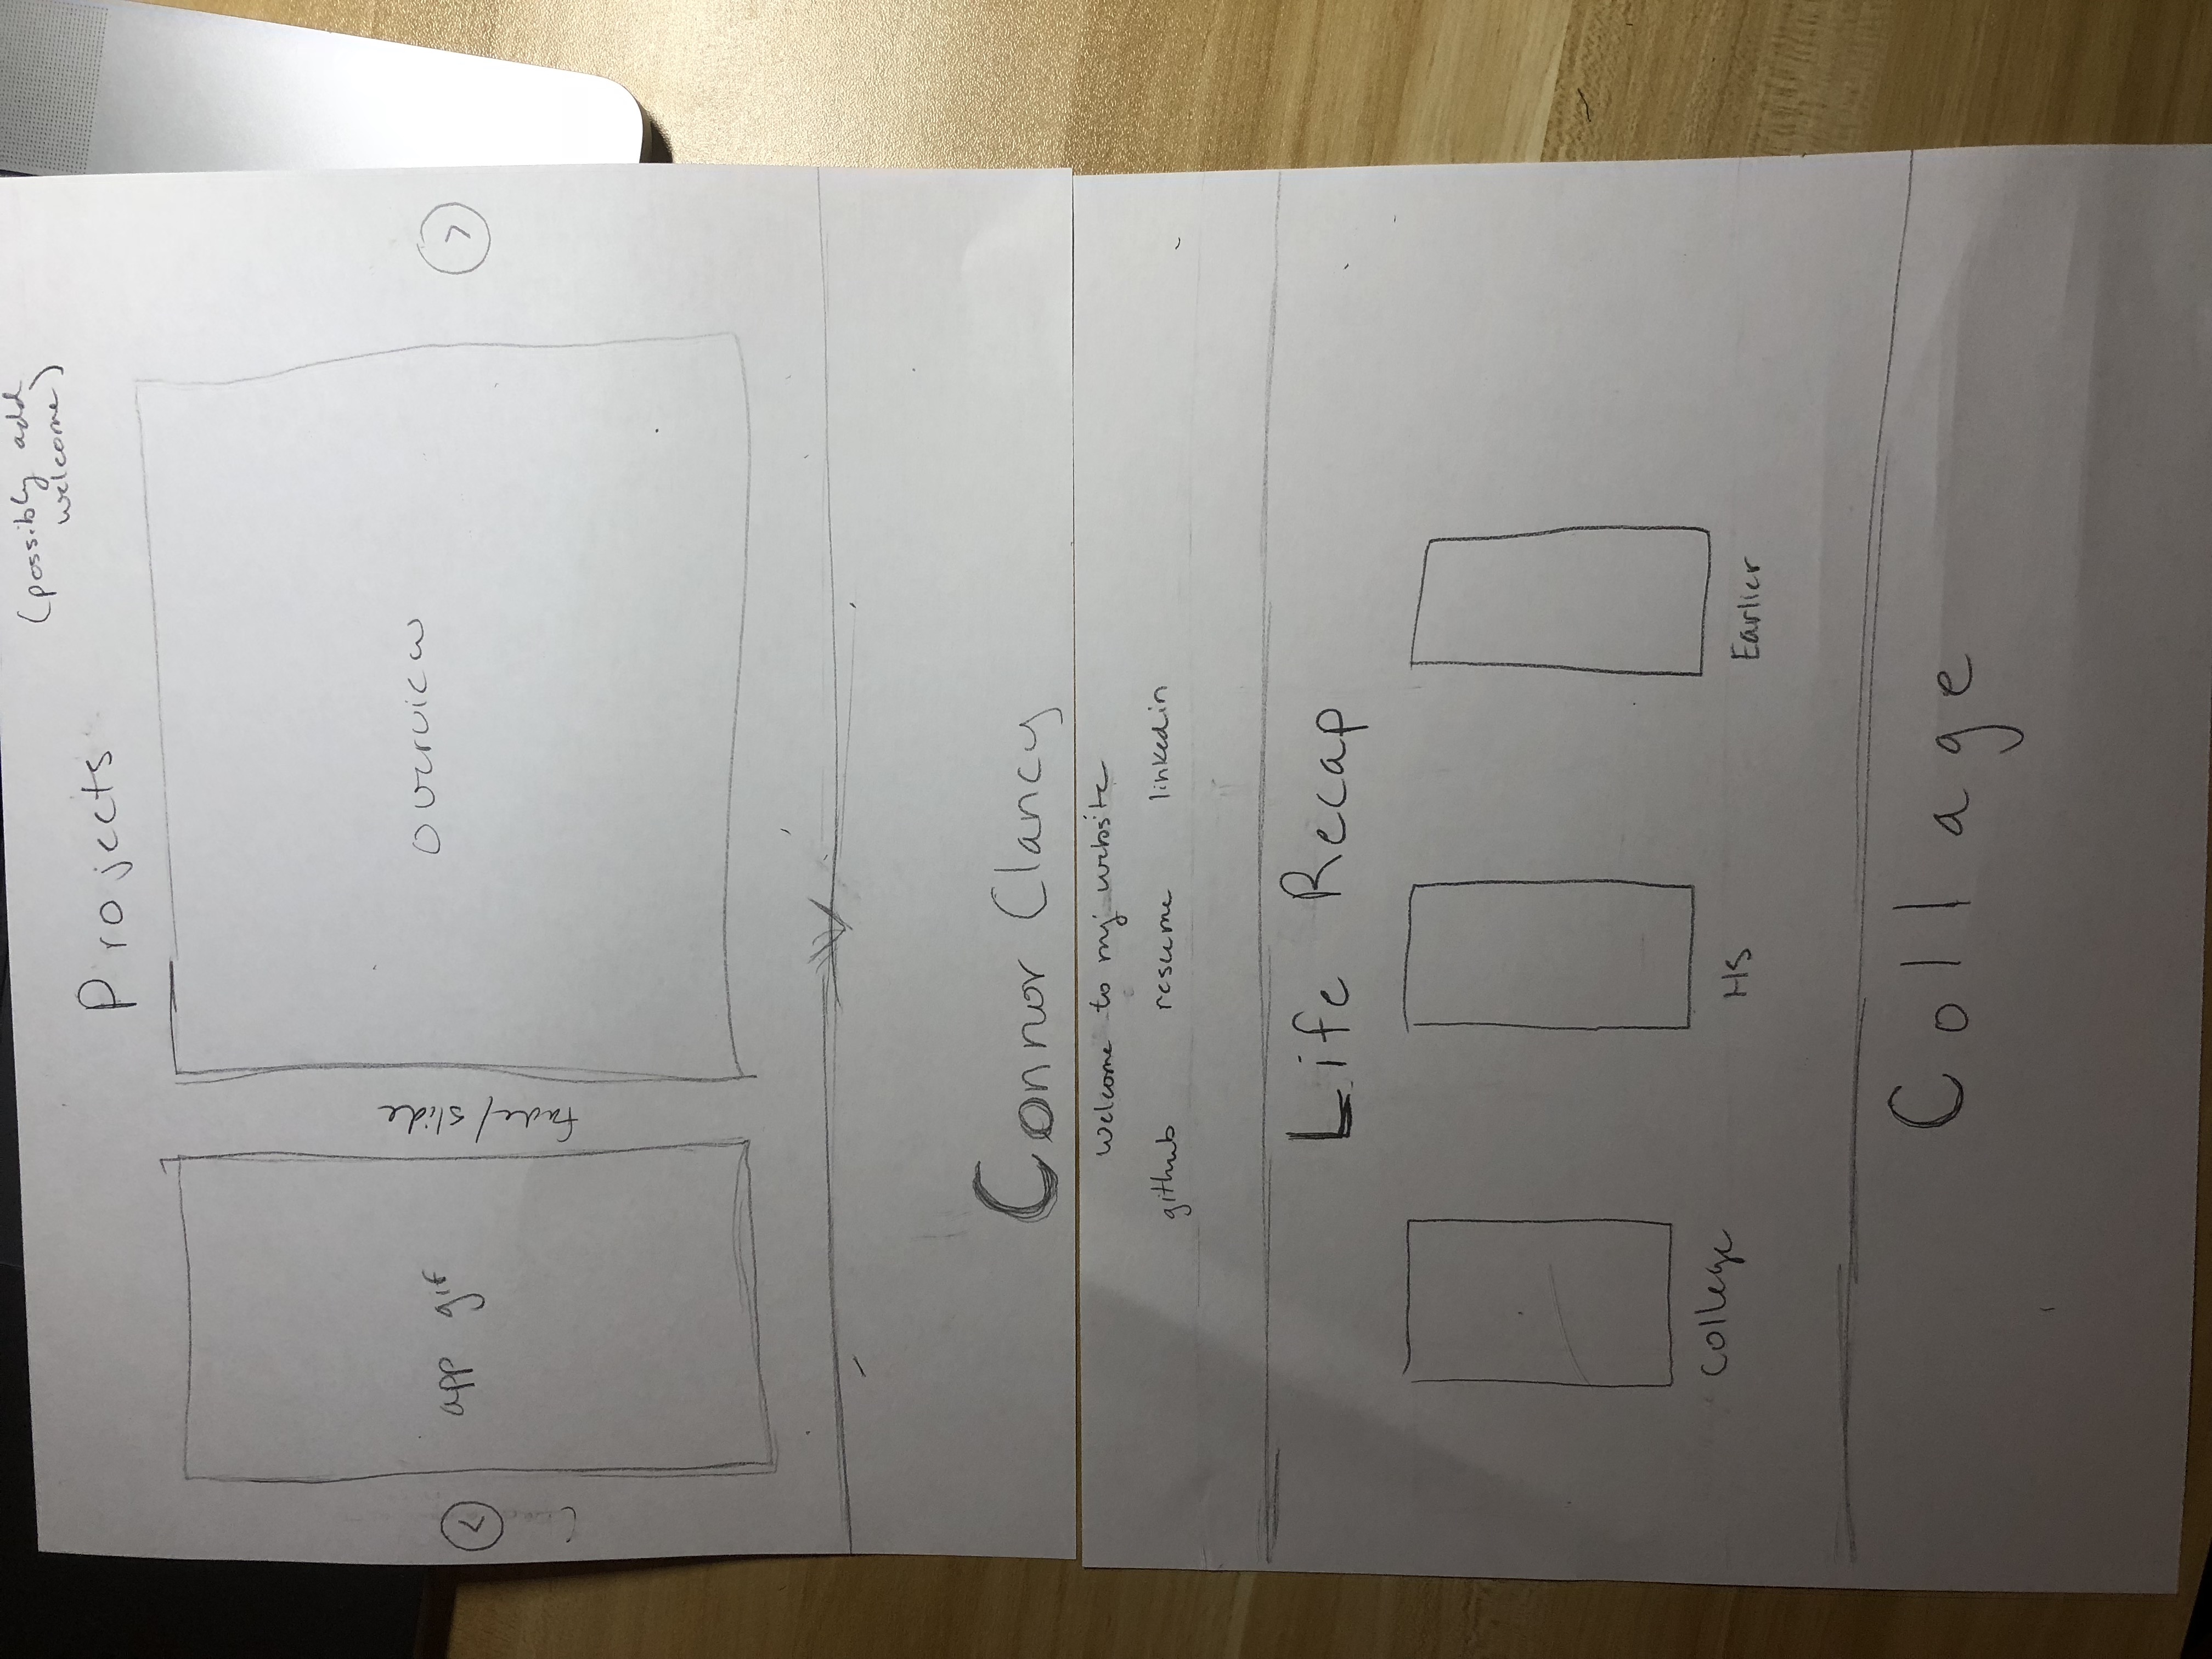 (possibly add
welcome)
Projects
<
app gif
fade/slide
overview
>
Connor Clancy
Welcome to my website
github resume linkedin
Life Recap
College HS Earlier
Collage